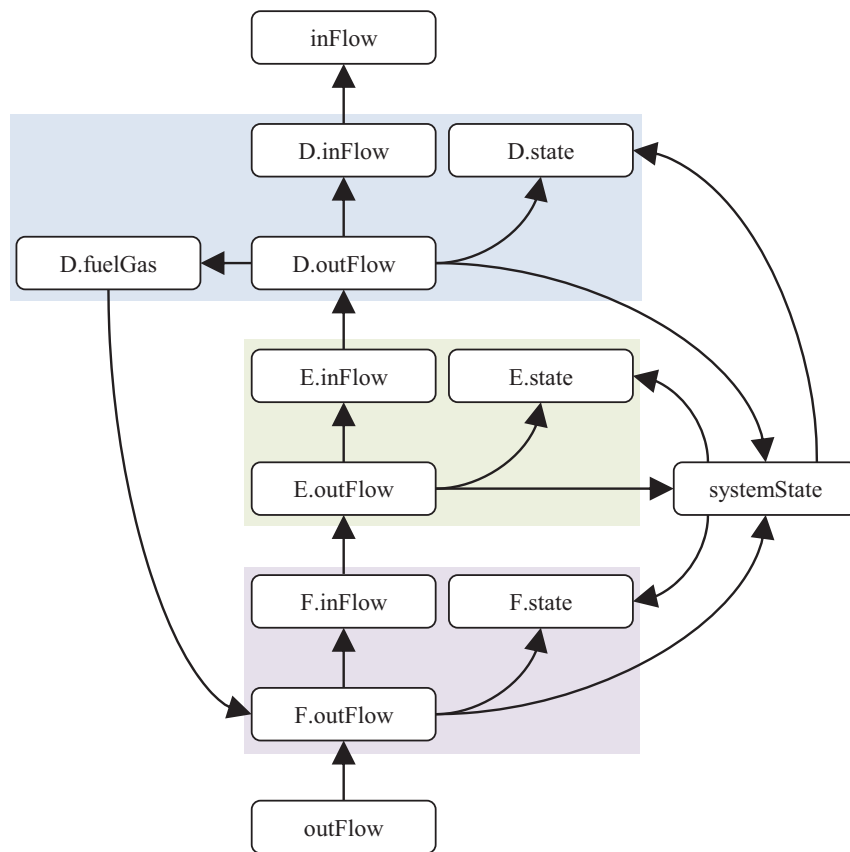 inFlow
D.inFlow
D.state
D.fuelGas
D.outFlow
E.inFlow
E.state
E.outFlow
systemState
F.inFlow
F.state
F.outFlow
outFlow